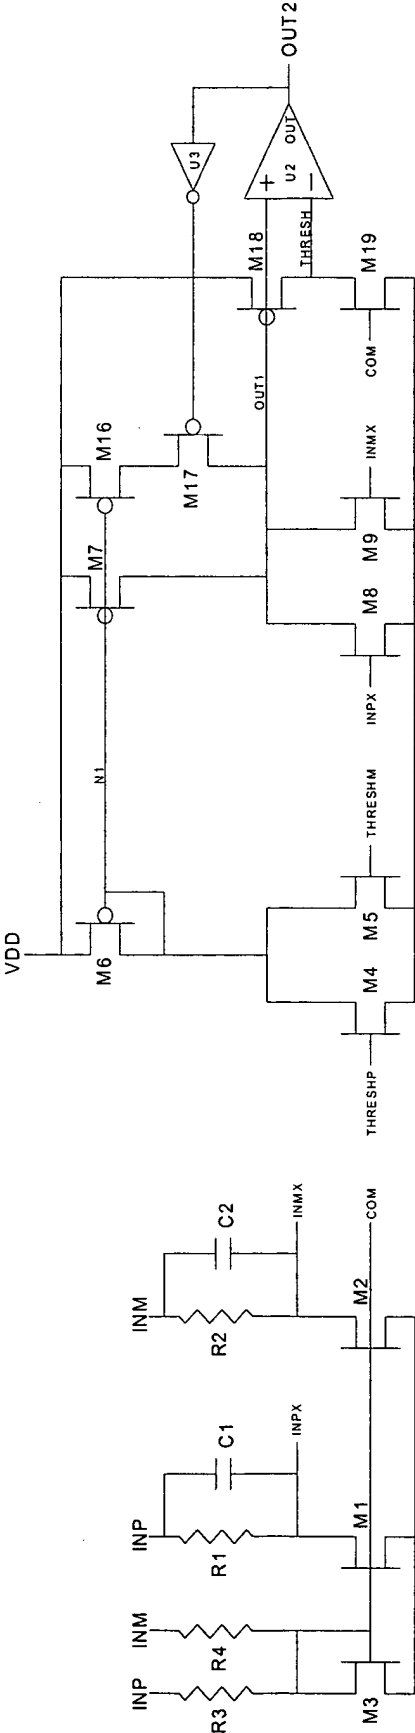 INP
INM
INP
INM
R3
R4
R1
C1
R2
C2
INPX
INMX
M3
M1
M2
COM
VDD
M6
N1
M7
M16
M17
U3
THRESHP
M4
M5
THRESHM
INPX
M8
M9
INMX
OUT1
M18
COM
M19
THRESH
+
−
U2
OUT
OUT2